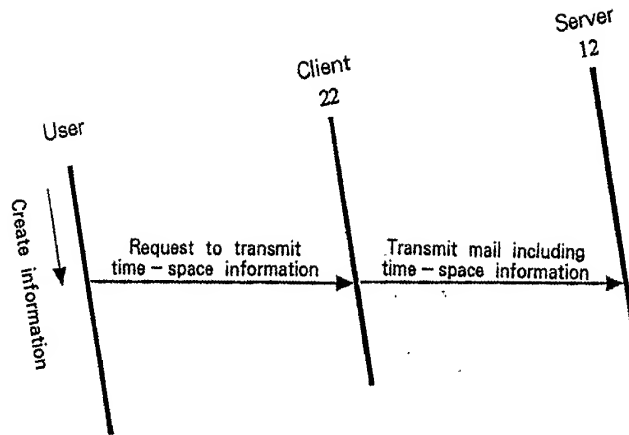 Server
12
Client
22
User
Create information
Request to transmit
time – space information
Transmit mail including
time – space information